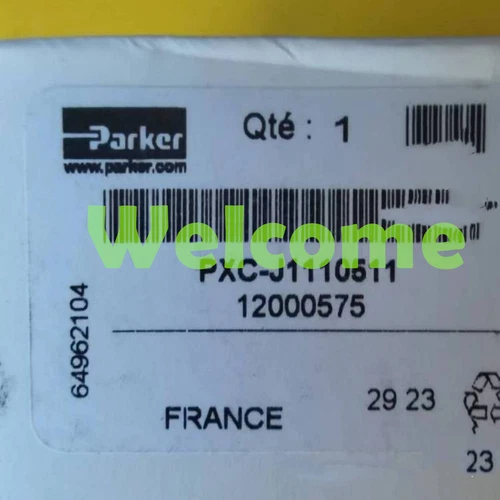 Parker
Qté : 1
www.parker.com
Welcome
PXC-J1110511
12000575
64962104
FRANCE
29 23
23